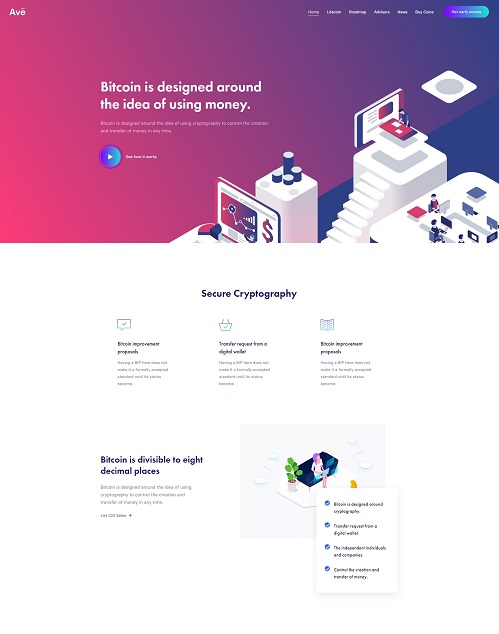 Avē
Home Litecoin Roadmap Advisors News Buy Coins Get early access
Bitcoin is designed around
the idea of using money.
Bitcoin is designed around the idea of using cryptography to control the creation
and transfer of money in any time.
See how it works
$
Secure Cryptography
Bitcoin improvement
proposals
Having a BIP here does not
make it a formally accepted
standard until its status
become.
Transfer request from a
digital wallet
Having a BIP here does not
make it a formally accepted
standard until its status
become.
Bitcoin improvement
proposals
Having a BIP here does not
make it a formally accepted
standard until its status
become.
Bitcoin is divisible to eight
decimal places
Bitcoin is designed around the idea of using
cryptography to control the creation and
transfer of money in any time.
List ICO Sales
Bitcoin is designed around
cryptography.
Transfer request from a
digital wallet.
The independent individuals
and companies.
Control the creation and
transfer of money.